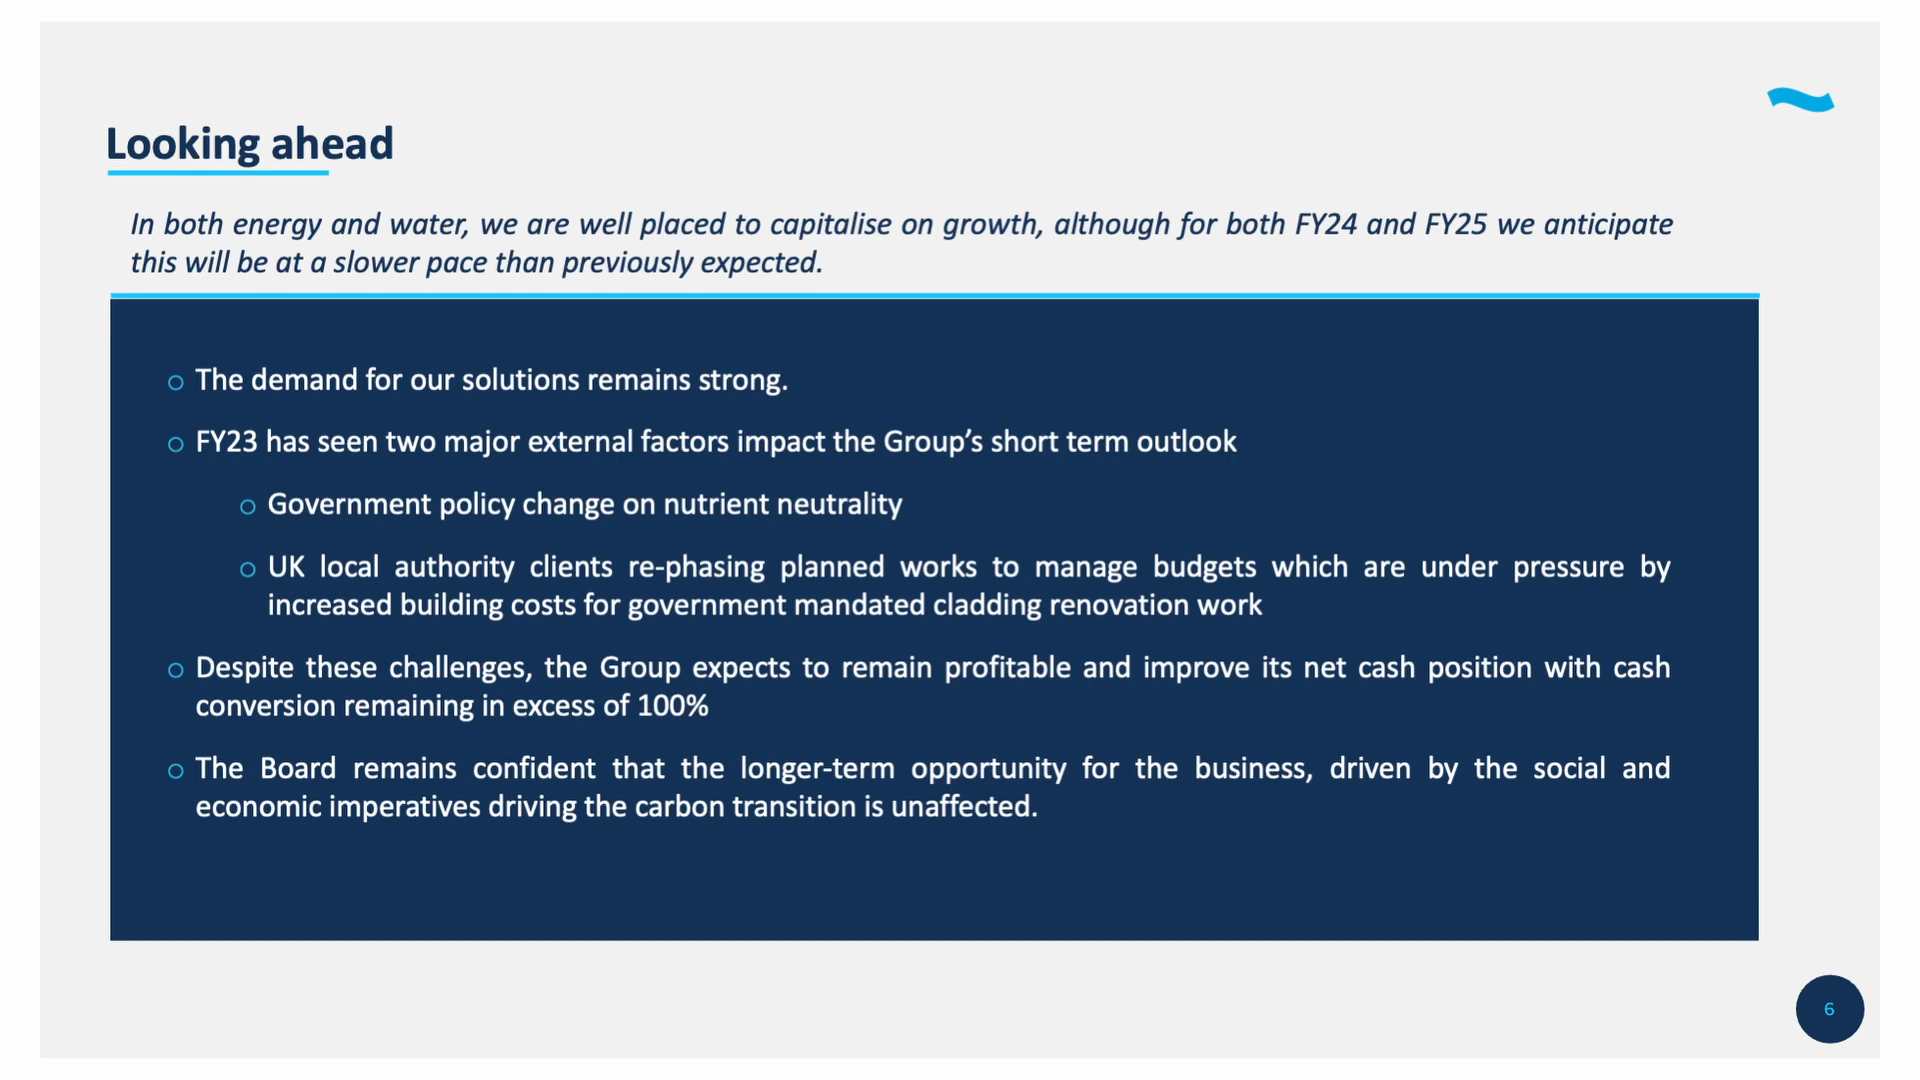 Looking ahead
In both energy and water, we are well placed to capitalise on growth, although for both FY24 and FY25 we anticipate
this will be at a slower pace than previously expected.
The demand for our solutions remains strong.
FY23 has seen two major external factors impact the Group’s short term outlook
Government policy change on nutrient neutrality
UK local authority clients re-phasing planned works to manage budgets which are under pressure by
increased building costs for government mandated cladding renovation work
Despite these challenges, the Group expects to remain profitable and improve its net cash position with cash
conversion remaining in excess of 100%
The Board remains confident that the longer-term opportunity for the business, driven by the social and
economic imperatives driving the carbon transition is unaffected.
6